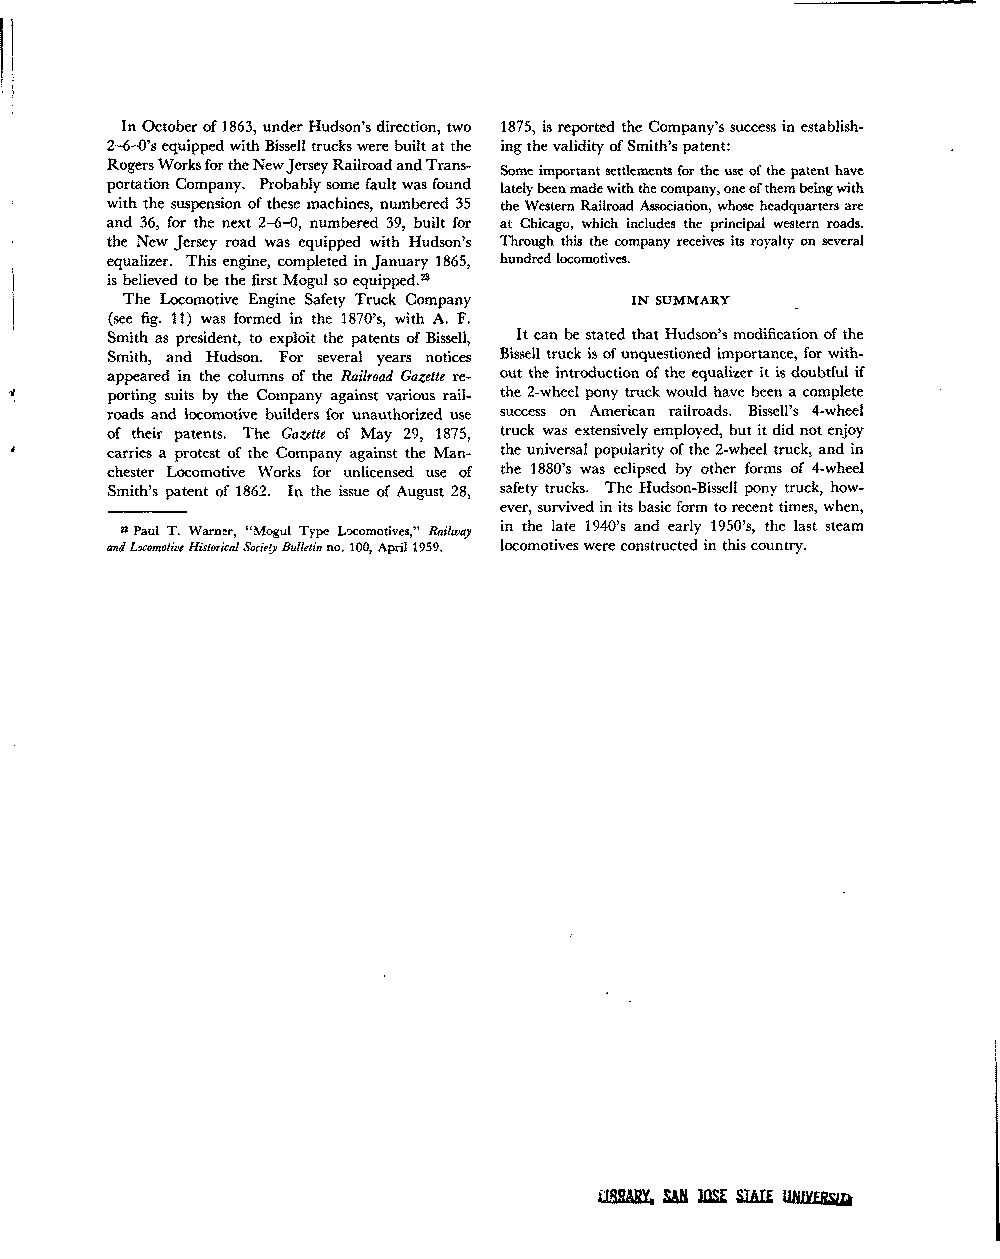 In October of 1863, under Hudson's direction, two
2–6–0's equipped with Bissell trucks were built at the
Rogers Works for the New Jersey Railroad and Trans-
portation Company. Probably some fault was found
with the suspension of these machines, numbered 35
and 36, for the next 2–6–0, numbered 39, built for
the New Jersey road was equipped with Hudson's
equalizer. This engine, completed in January 1865,
is believed to be the first Mogul so equipped.²³
The Locomotive Engine Safety Truck Company
(see fig. 11) was formed in the 1870's, with A. F.
Smith as president, to exploit the patents of Bissell,
Smith, and Hudson. For several years notices
appeared in the columns of the Railroad Gazette re-
porting suits by the Company against various rail-
roads and locomotive builders for unauthorized use
of their patents. The Gazette of May 29, 1875,
carries a protest of the Company against the Man-
chester Locomotive Works for unlicensed use of
Smith's patent of 1862. In the issue of August 28,
²³ Paul T. Warner, "Mogul Type Locomotives," Railway
and Locomotive Historical Society Bulletin no. 100, April 1959.
1875, is reported the Company's success in establish-
ing the validity of Smith's patent:
Some important settlements for the use of the patent have
lately been made with the company, one of them being with
the Western Railroad Association, whose headquarters are
at Chicago, which includes the principal western roads.
Through this the company receives its royalty on several
hundred locomotives.
IN SUMMARY
It can be stated that Hudson's modification of the
Bissell truck is of unquestioned importance, for with-
out the introduction of the equalizer it is doubtful if
the 2-wheel pony truck would have been a complete
success on American railroads. Bissell's 4-wheel
truck was extensively employed, but it did not enjoy
the universal popularity of the 2-wheel truck, and in
the 1880's was eclipsed by other forms of 4-wheel
safety trucks. The Hudson-Bissell pony truck, how-
ever, survived in its basic form to recent times, when,
in the late 1940's and early 1950's, the last steam
locomotives were constructed in this country.
LIBRARY, SAN JOSE STATE UNIVERSITY